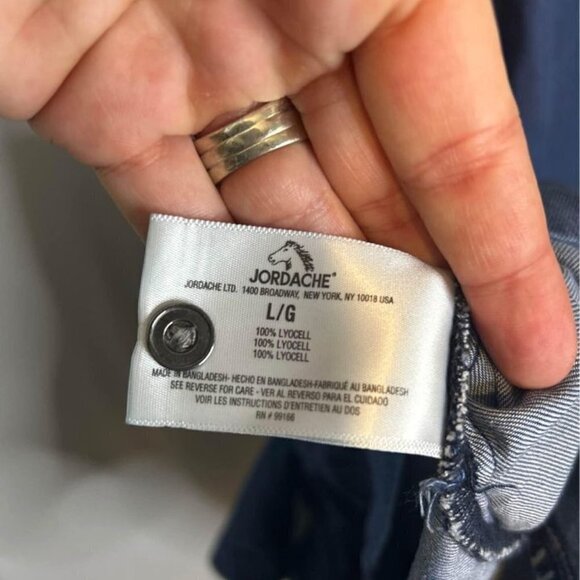 JORDACHE®
JORDACHE LTD. 1400 BROADWAY, NEW YORK, NY 10018 USA
L/G
100% LYOCELL
100% LYOCELL
100% LYOCELL
MADE IN BANGLADESH- HECHO EN BANGLADESH-FABRIQUÉ AU BANGLADESH
SEE REVERSE FOR CARE - VER AL REVERSO PARA EL CUIDADO
VOIR LES INSTRUCTIONS D'ENTRETIEN AU DOS
RN # 99166